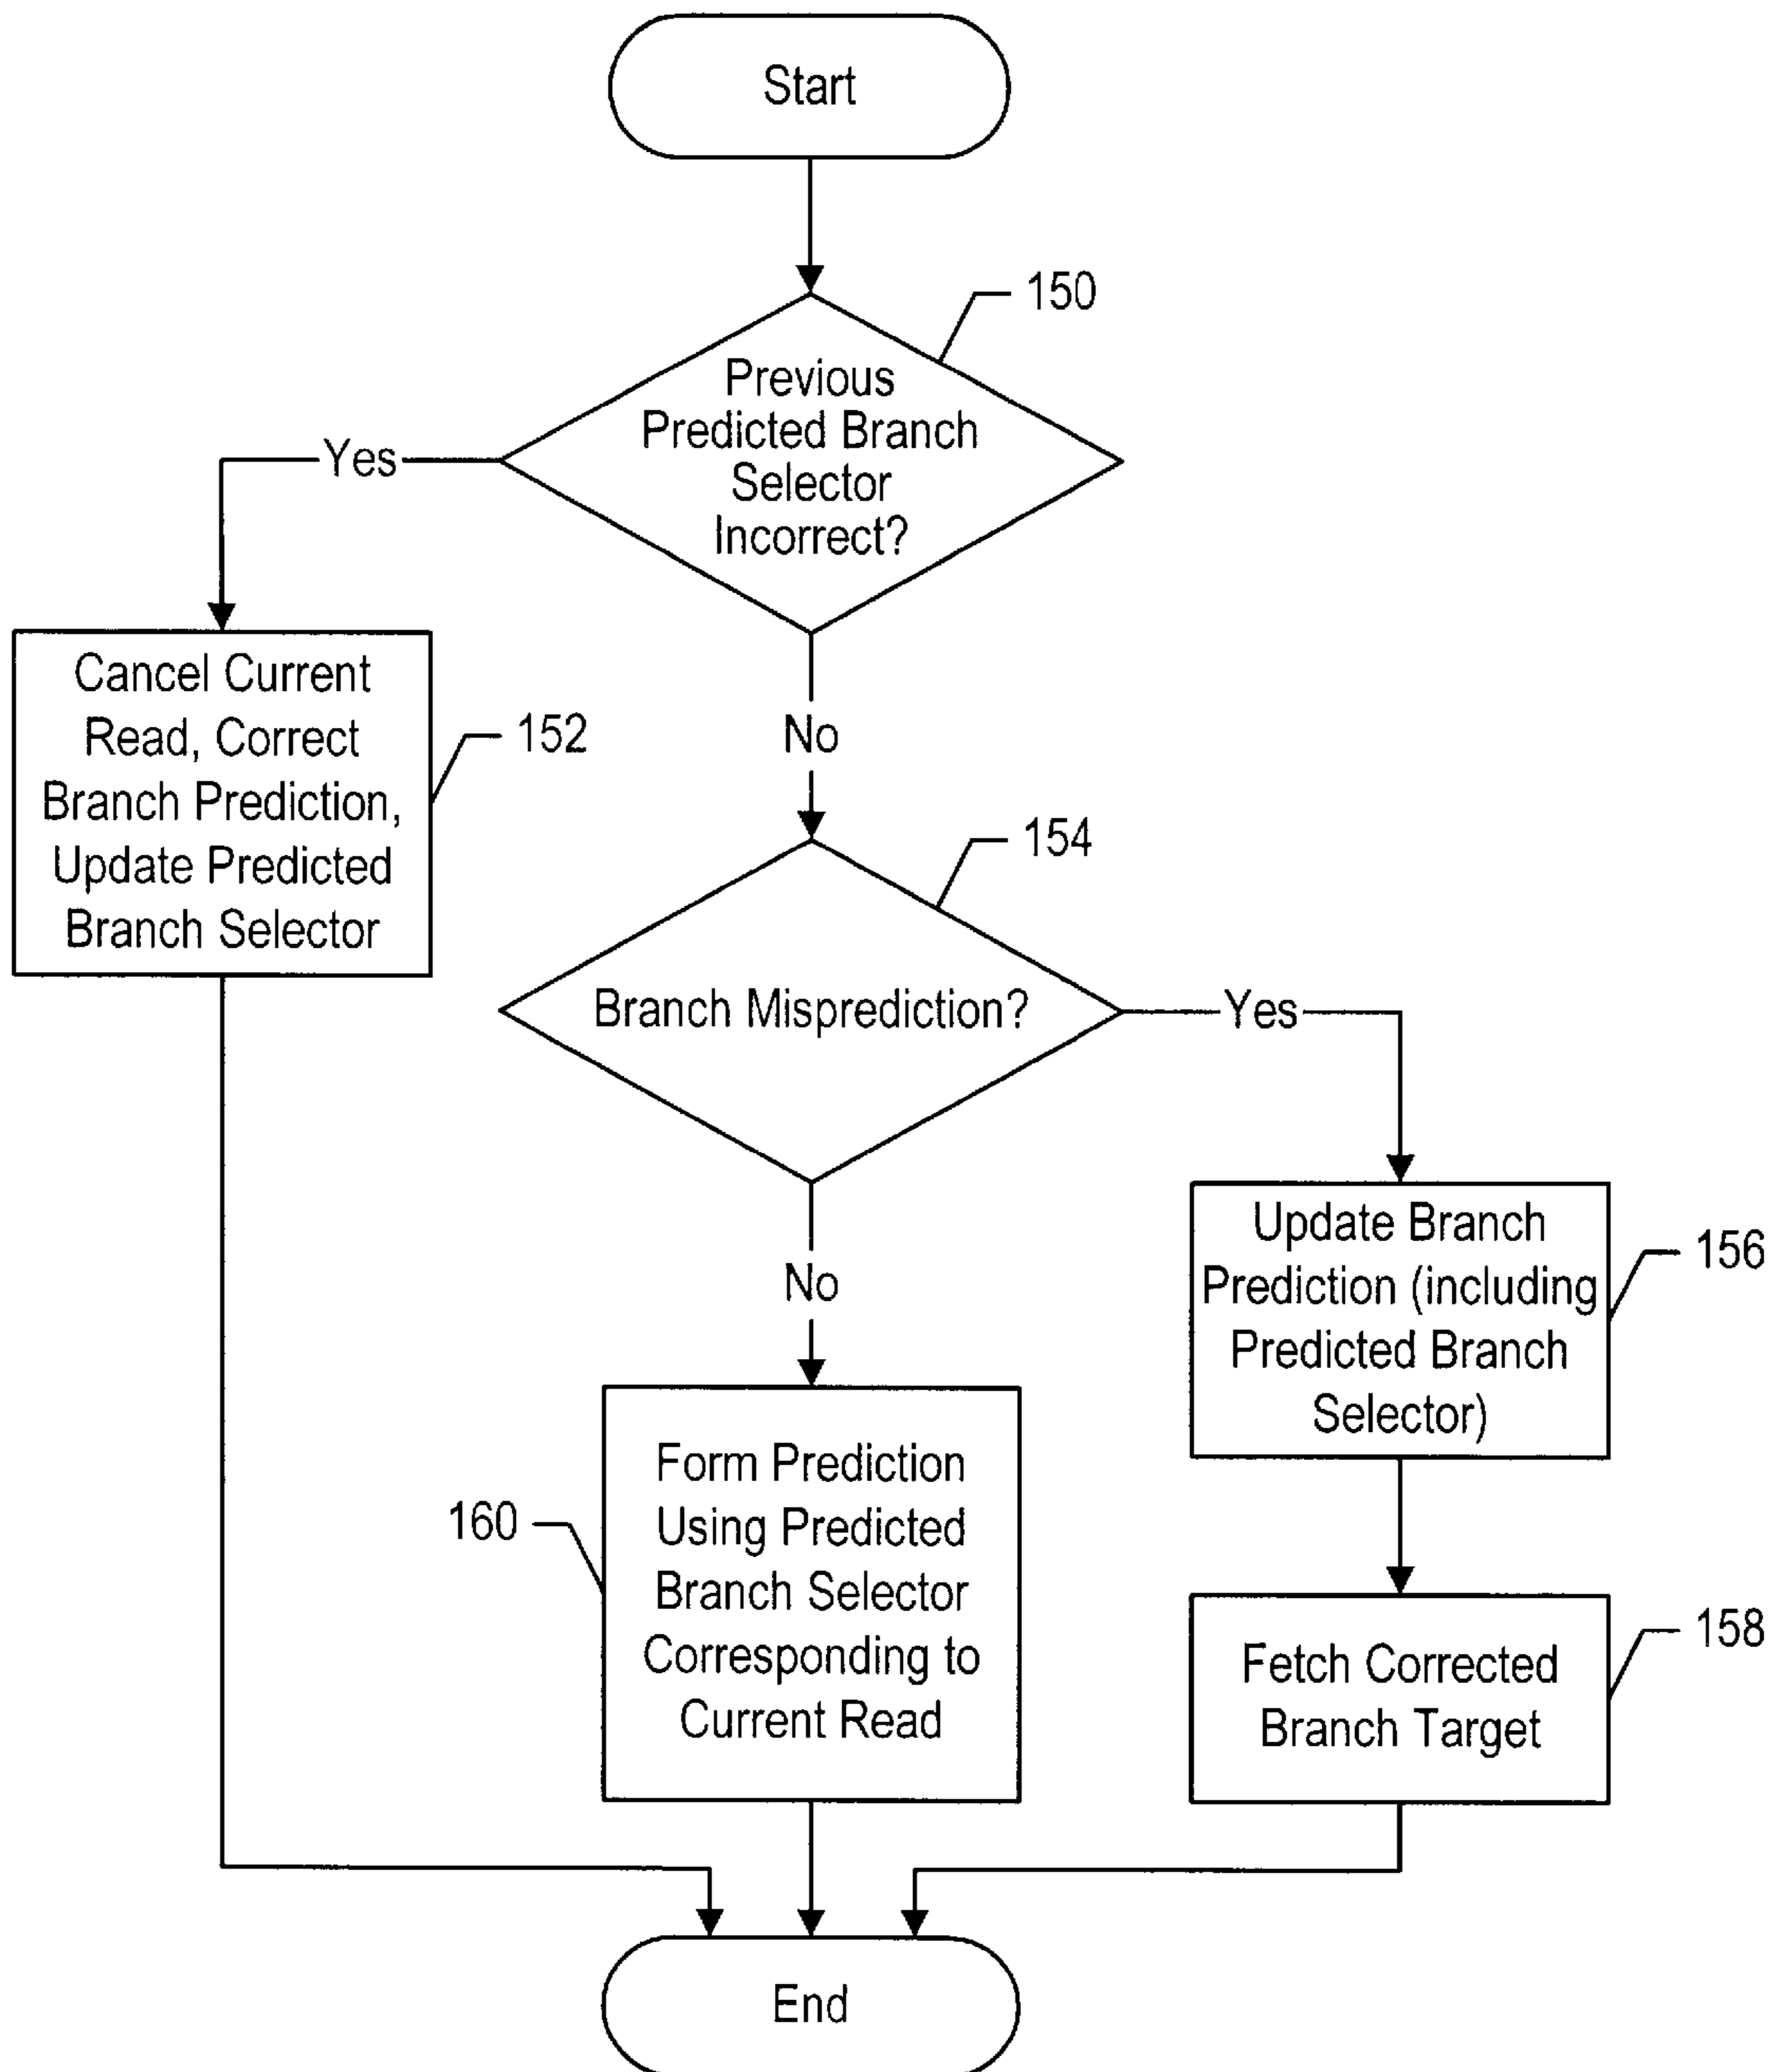 Start
150
Previous
Predicted Branch
Selector
Incorrect?
Yes
Cancel Current
Read, Correct
Branch Prediction,
Update Predicted
Branch Selector
152
No
154
Branch Misprediction?
Yes
Update Branch
Prediction (including
Predicted Branch
Selector)
156
No
Form Prediction
Using Predicted
Branch Selector
Corresponding to
Current Read
160
Fetch Corrected
Branch Target
158
End